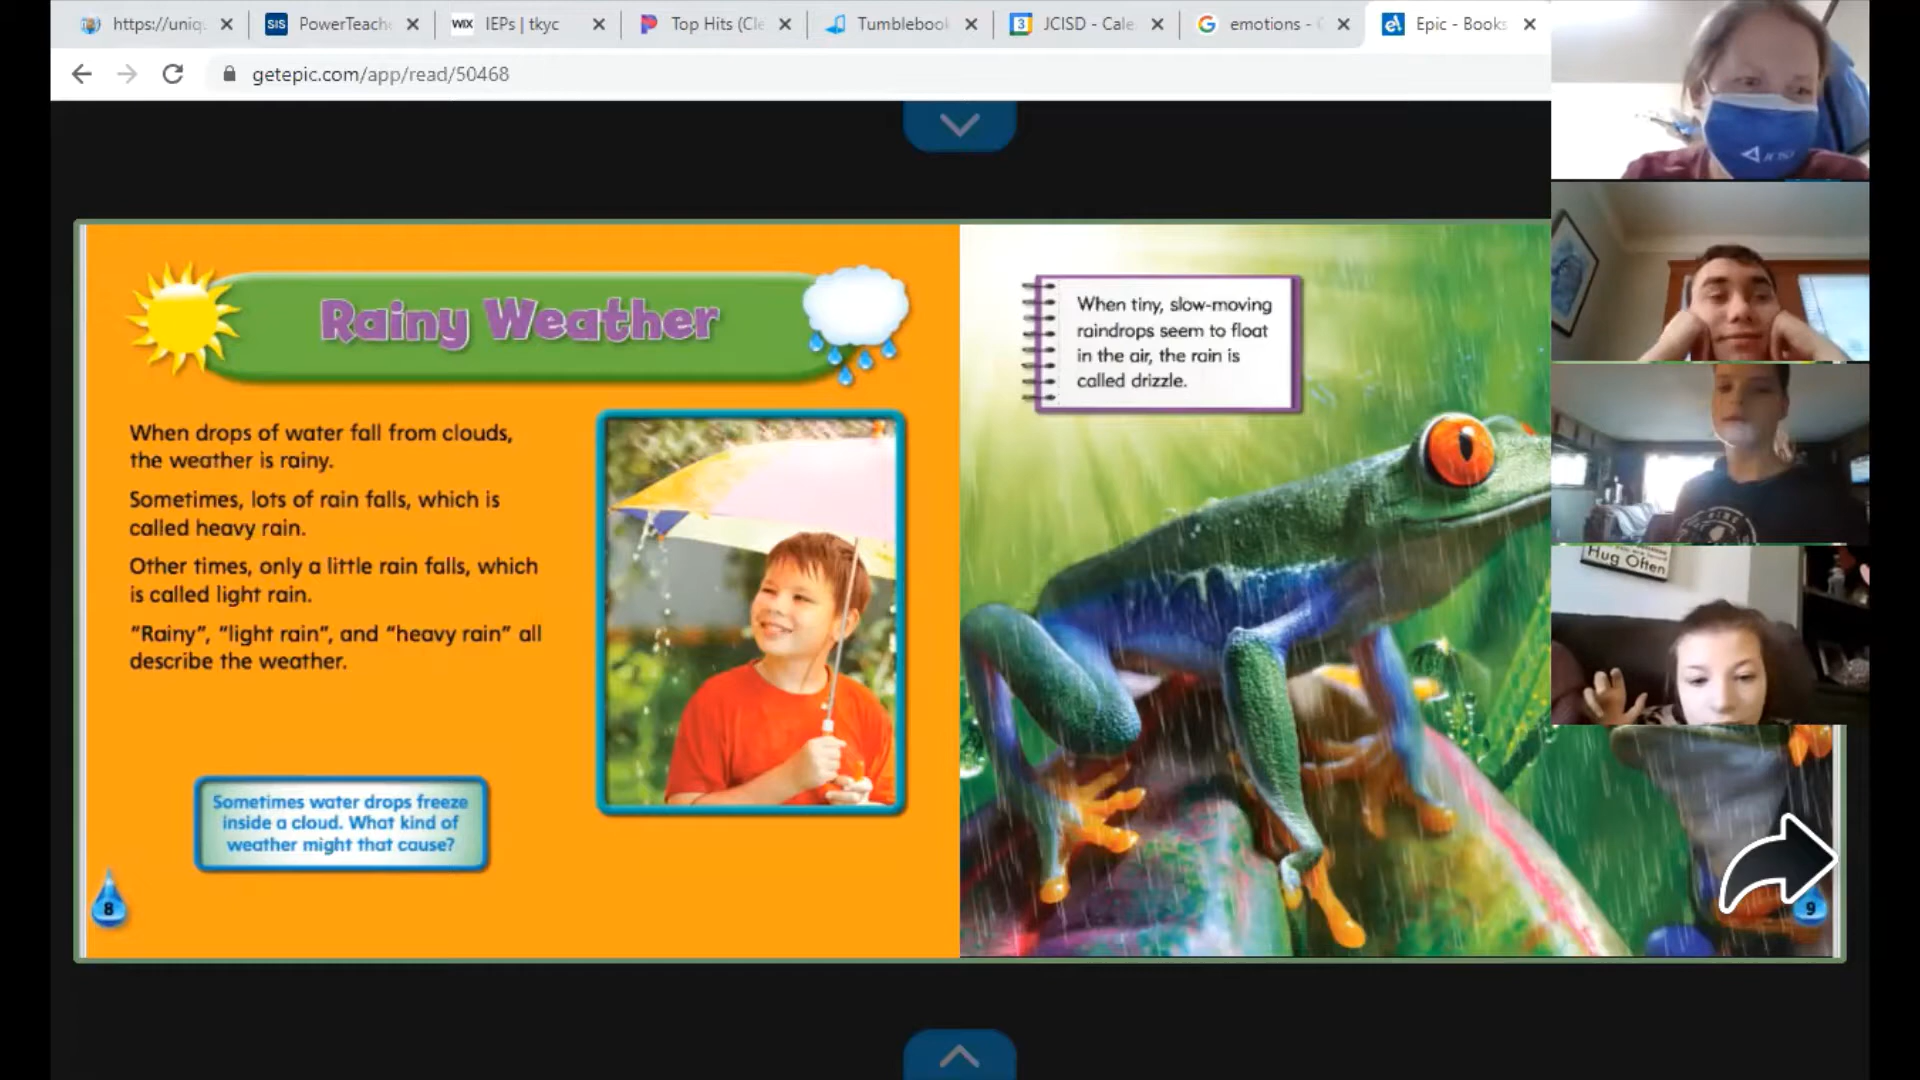 https://uniq
SIS PowerTeach
WIX IEPs | tkyc
Top Hits (Cle
Tumblebook
3 JCISD - Cale
emotions -
e! Epic - Books
getepic.com/app/read/50468
Rainy Weather
When drops of water fall from clouds,
the weather is rainy.
Sometimes, lots of rain falls, which is
called heavy rain.
Other times, only a little rain falls, which
is called light rain.
“Rainy”, “light rain”, and “heavy rain” all
describe the weather.
Sometimes water drops freeze
inside a cloud. What kind of
weather might that cause?
8
When tiny, slow-moving
raindrops seem to float
in the air, the rain is
called drizzle.
9
Hug Often